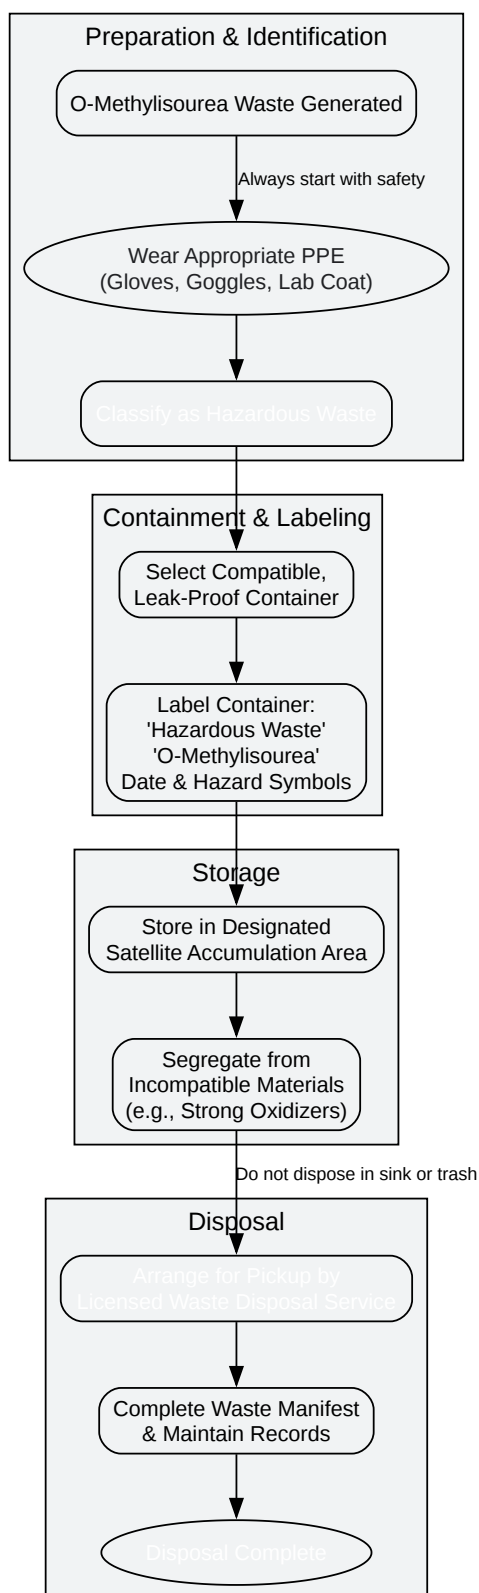 Preparation & Identification
O-Methylisourea Waste Generated
Always start with safety
Wear Appropriate PPE
(Gloves, Goggles, Lab Coat)
Classify as Hazardous Waste
Containment & Labeling
Select Compatible,
Leak-Proof Container
Label Container:
'Hazardous Waste'
'O-Methylisourea'
Date & Hazard Symbols
Storage
Store in Designated
Satellite Accumulation Area
Segregate from
Incompatible Materials
(e.g., Strong Oxidizers)
Do not dispose in sink or trash
Disposal
Arrange for Pickup by
Licensed Waste Disposal Service
Complete Waste Manifest
& Maintain Records
Disposal Complete